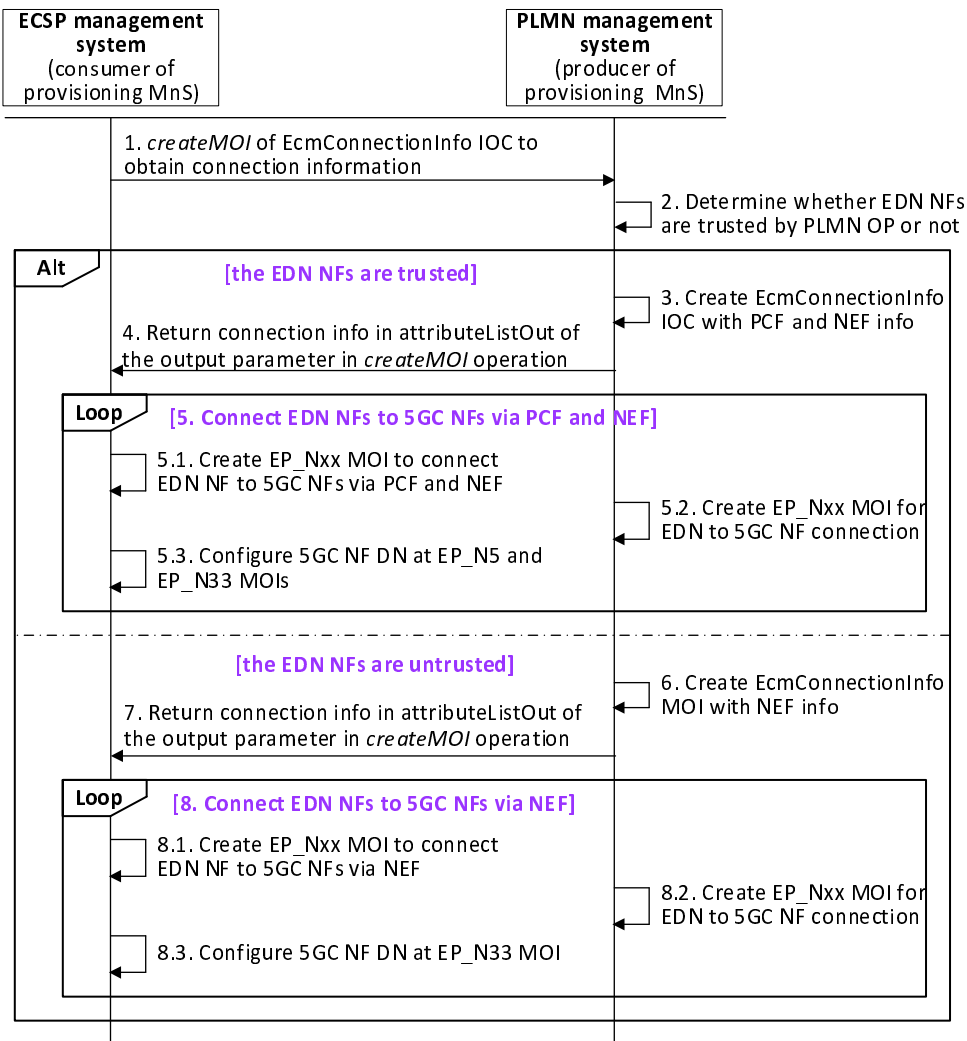 ECSP management
system
(consumer of
provisioning MnS)
PLMN management
system
(producer of
provisioning MnS)
1. createMOI of EcmConnectionInfo IOC to
obtain connection information
2. Determine whether EDN NFs
are trusted by PLMN OP or not
Alt
[the EDN NFs are trusted]
3. Create EcmConnectionInfo
IOC with PCF and NEF info
4. Return connection info in attributeListOut of
the output parameter in createMOI operation
Loop
[5. Connect EDN NFs to 5GC NFs via PCF and NEF]
5.1. Create EP_Nxx MOI to connect
EDN NF to 5GC NFs via PCF and NEF
5.2. Create EP_Nxx MOI for
EDN to 5GC NF connection
5.3. Configure 5GC NF DN at EP_N5 and
EP_N33 MOIs
[the EDN NFs are untrusted]
6. Create EcmConnectionInfo
MOI with NEF info
7. Return connection info in attributeListOut of
the output parameter in createMOI operation
Loop
[8. Connect EDN NFs to 5GC NFs via NEF]
8.1. Create EP_Nxx MOI to connect
EDN NF to 5GC NFs via NEF
8.2. Create EP_Nxx MOI for
EDN to 5GC NF connection
8.3. Configure 5GC NF DN at EP_N33 MOI